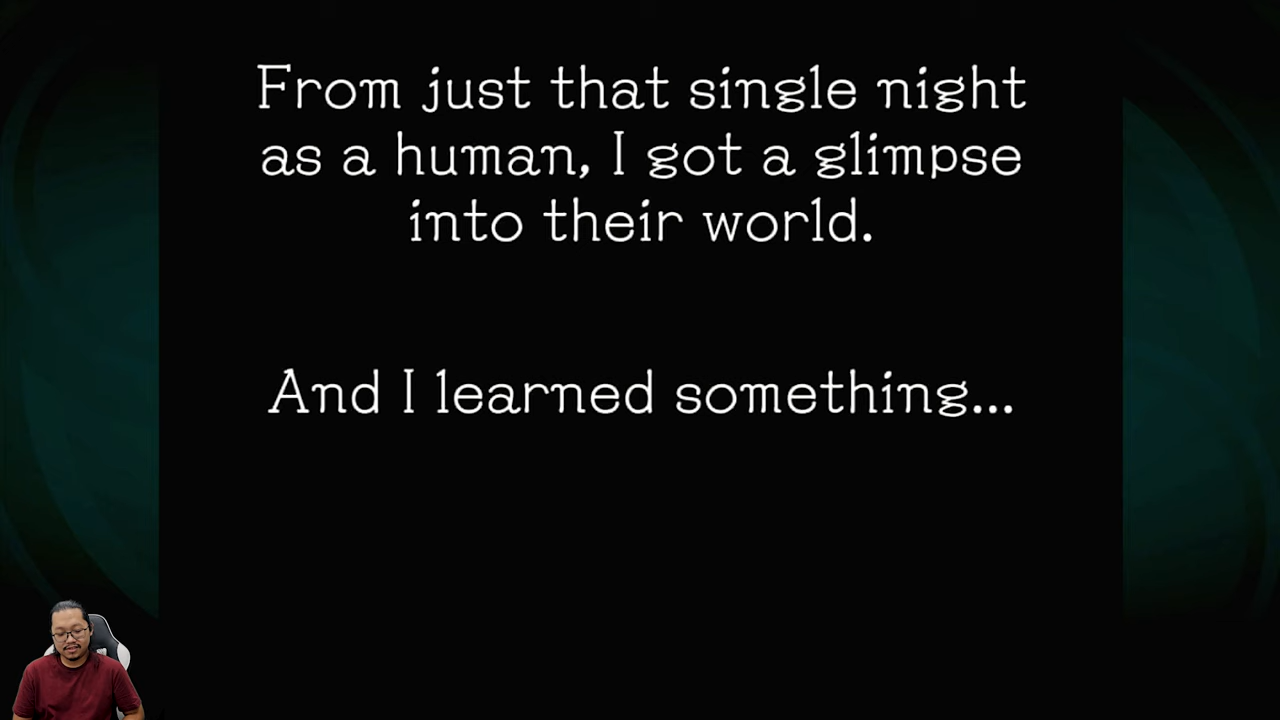 From just that single night
as a human, I got a glimpse
into their world.
And I learned something...